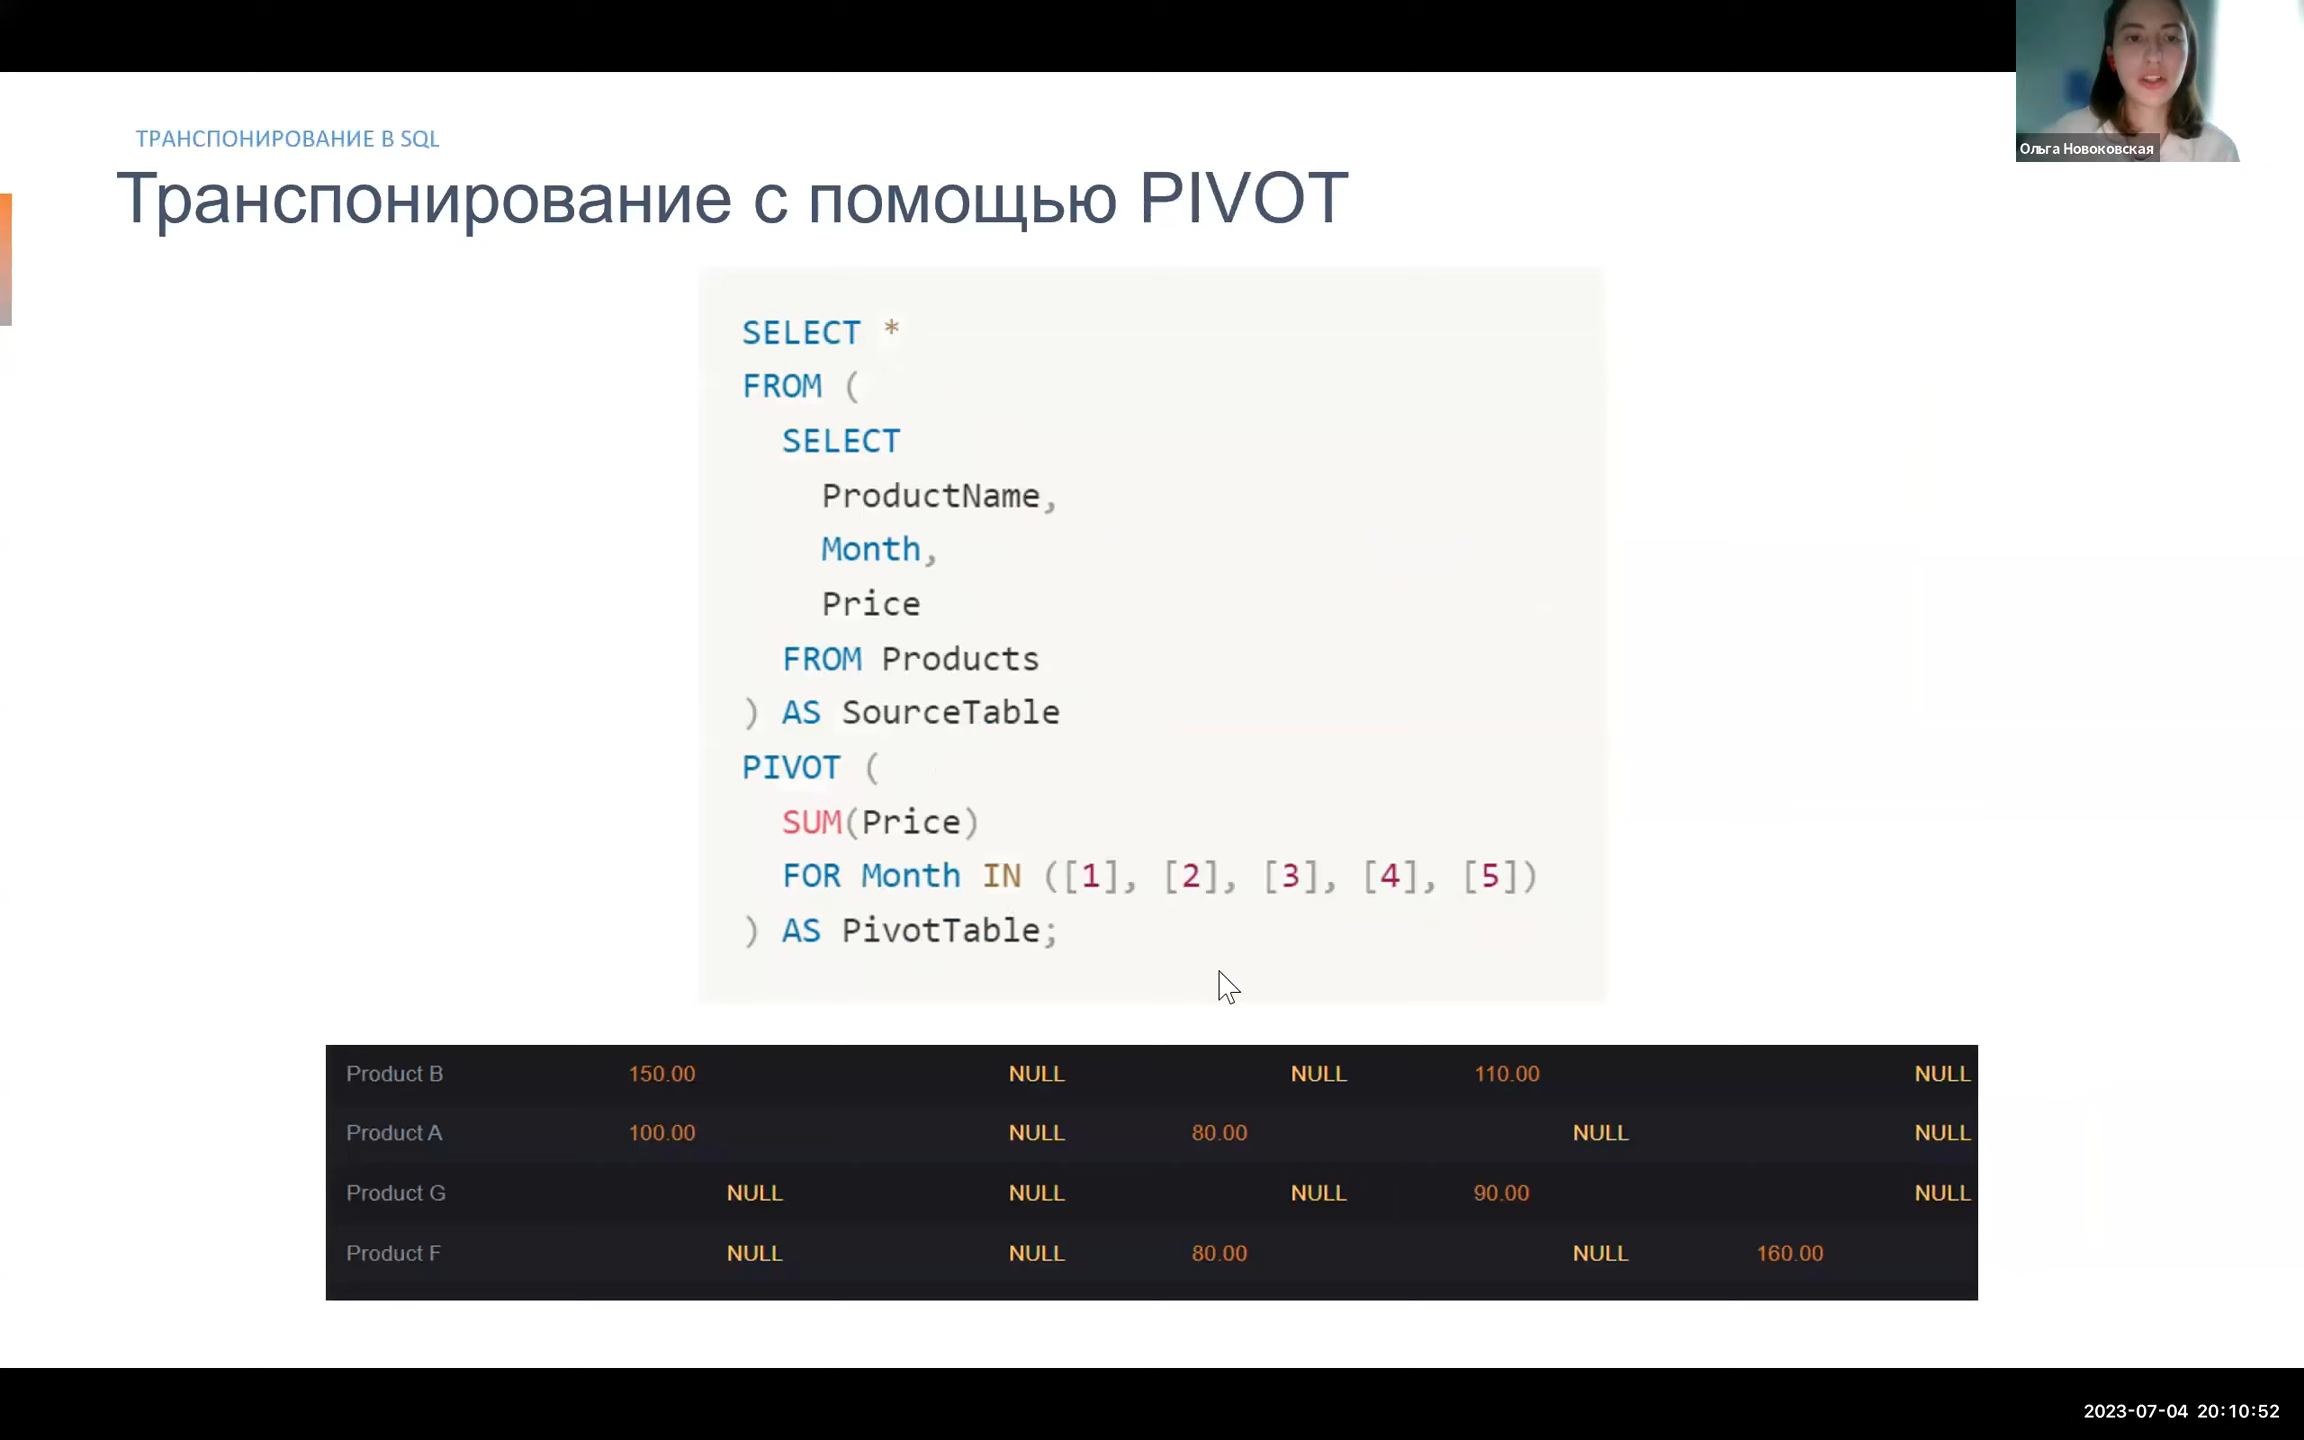 ТРАНСПОНИРОВАНИЕ В SQL
Транспонирование с помощью PIVOT
Ольга Новоковская
SELECT *
FROM (
SELECT
ProductName,
Month,
Price
FROM Products
) AS SourceTable
PIVOT (
SUM(Price)
FOR Month IN ([1], [2], [3], [4], [5])
) AS PivotTable;
Product B 150.00 NULL NULL 110.00 NULL
Product A 100.00 NULL 80.00 NULL NULL
Product G NULL NULL NULL 90.00 NULL
Product F NULL NULL 80.00 NULL 160.00
2023-07-04 20:10:52